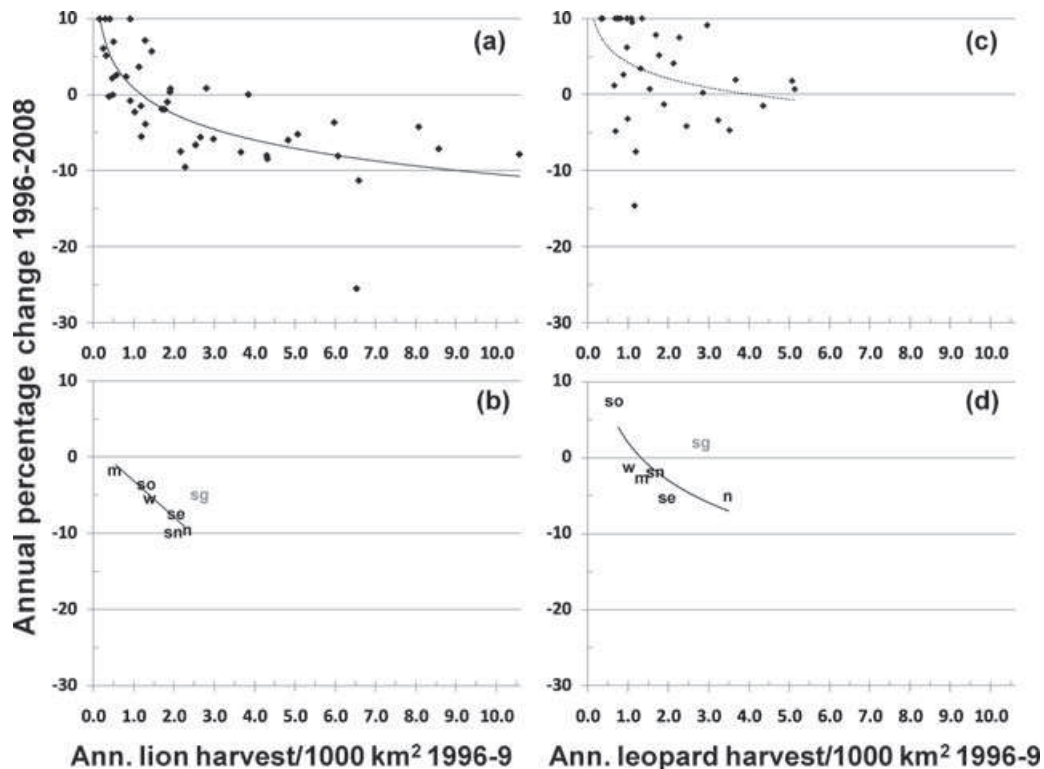 Annual percentage change 1996-2008
(a)
10
0
-10
-20
-30
0.0 1.0 2.0 3.0 4.0 5.0 6.0 7.0 8.0 9.0 10.0
(c)
10
0
-10
-20
-30
0.0 1.0 2.0 3.0 4.0 5.0 6.0 7.0 8.0 9.0 10.0
(b)
10
0
-10
-20
-30
m
so
w
sg
se
sn
n
0.0 1.0 2.0 3.0 4.0 5.0 6.0 7.0 8.0 9.0 10.0
Ann. lion harvest/1000 km² 1996-9
(d)
10
0
-10
-20
-30
so
sg
w
m
sn
se
n
0.0 1.0 2.0 3.0 4.0 5.0 6.0 7.0 8.0 9.0 10.0
Ann. leopard harvest/1000 km² 1996-9